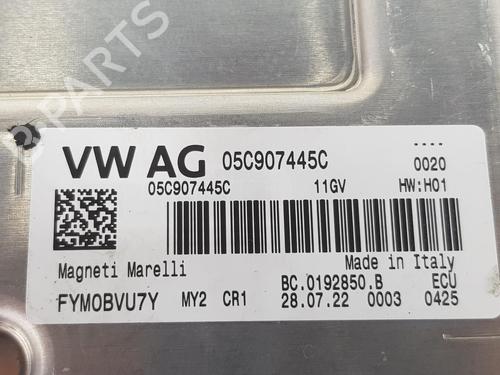 VW AG 05C907445C
----
0020
05C907445C 11GV HW:H01
Magneti Marelli
Made in Italy
BC.0192850.B ECU
FYM0BVU7Y MY2 CR1 28.07.22 0003 0425
B PARTS